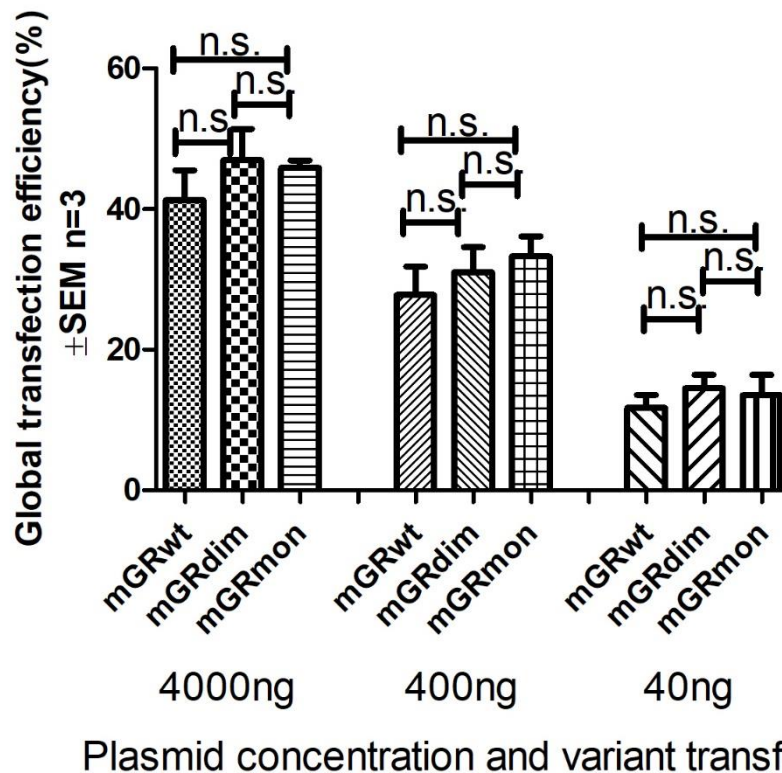 Global transfection efficiency(%)
±SEM n=3
60
40
20
0
n.s.
n.s.
n.s
n.s.
n.s.
n.s.
n.s.
n.s.
n.s.
mGRwt
mGRdim
mGRmon
mGRwt
mGRdim
mGRmon
mGRwt
mGRdim
mGRmon
4000ng
400ng
40ng
Plasmid concentration and variant transf